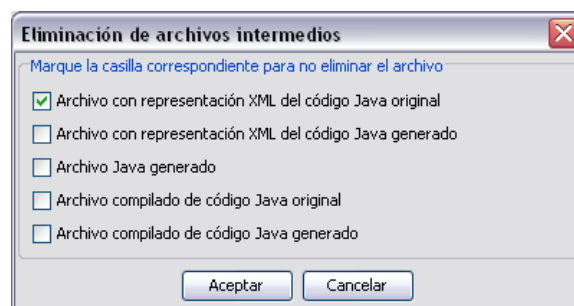 Eliminación de archivos intermedios
Marque la casilla correspondiente para no eliminar el archivo
Archivo con representación XML del código Java original
Archivo con representación XML del código Java generado
Archivo Java generado
Archivo compilado de código Java original
Archivo compilado de código Java generado
Aceptar Cancelar